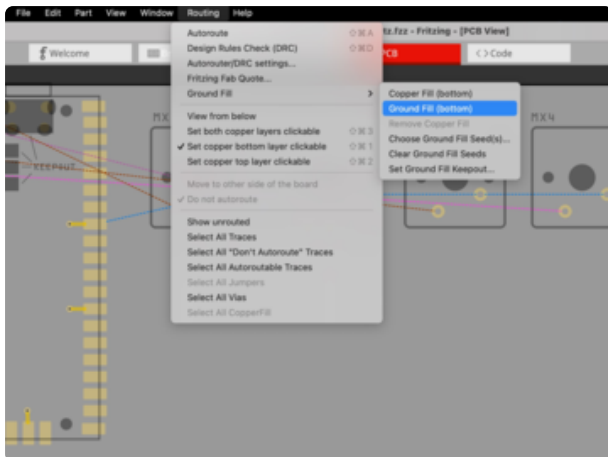 File Edit Part View Window Routing Help
tz.fzz - Fritzing - [PCB View]
Welcome
PCB
<> Code
Autoroute ⇧⌘A
Design Rules Check (DRC) ⇧⌘D
Autorouter/DRC settings...
Fritzing Fab Quote...
Ground Fill
Copper Fill (bottom)
Ground Fill (bottom)
Remove Copper Fill
Choose Ground Fill Seed(s)...
Clear Ground Fill Seeds
Set Ground Fill Keepout...
View from below
Set both copper layers clickable ⇧⌘3
✓ Set copper bottom layer clickable ⇧⌘1
Set copper top layer clickable ⇧⌘2
Move to other side of the board
✓ Do not autoroute
Show unrouted
Select All Traces
Select All "Don't Autoroute" Traces
Select All Autoroutable Traces
Select All Jumpers
Select All Vias
Select All CopperFill
KEEPOUT
MX
MX4